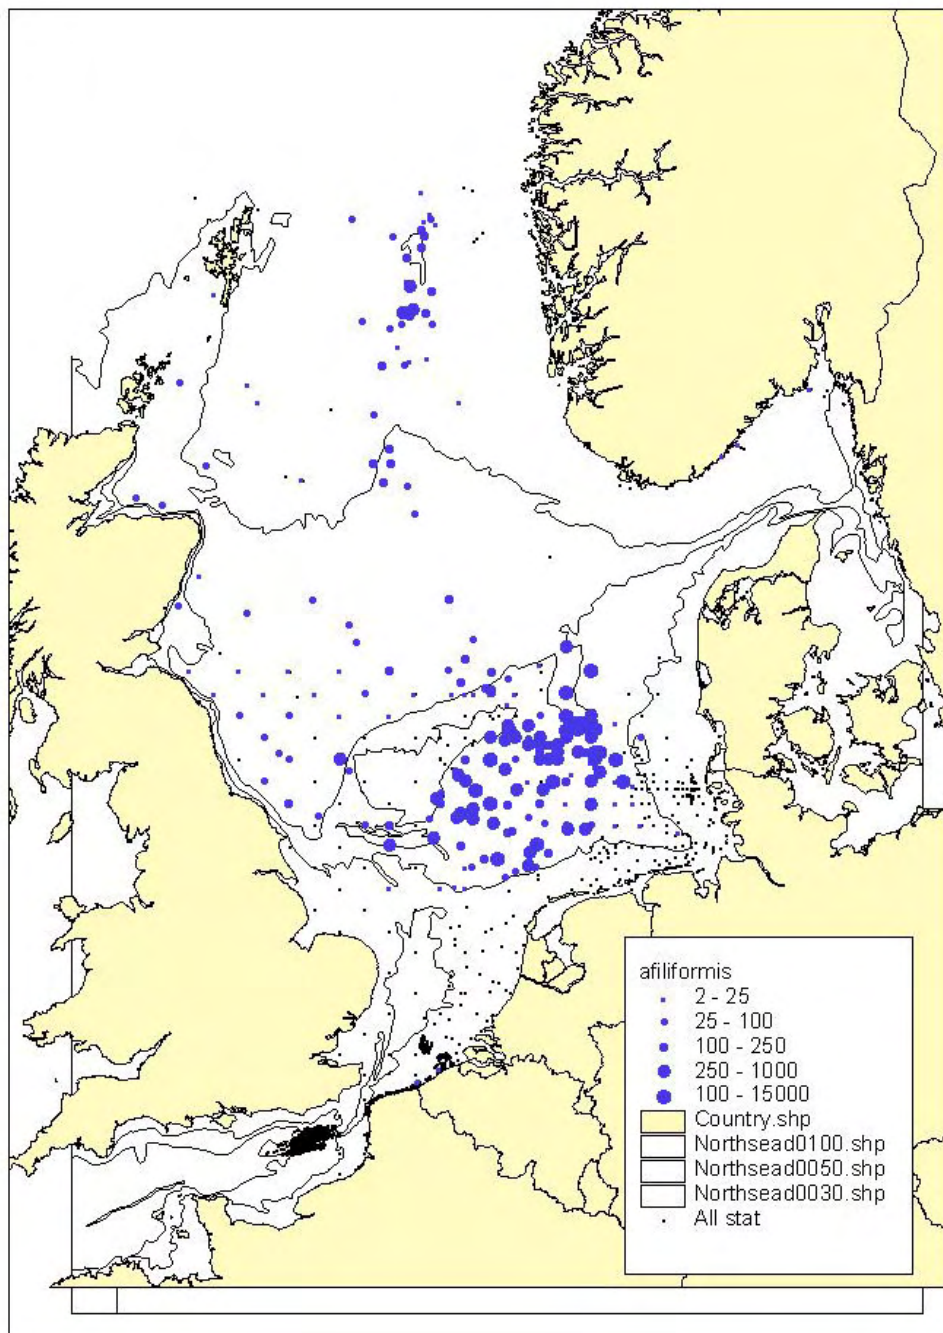 afiliformis
2 - 25
25 - 100
100 - 250
250 - 1000
100 - 15000
Country.shp
Northsead0100.shp
Northsead0050.shp
Northsead0030.shp
All stat